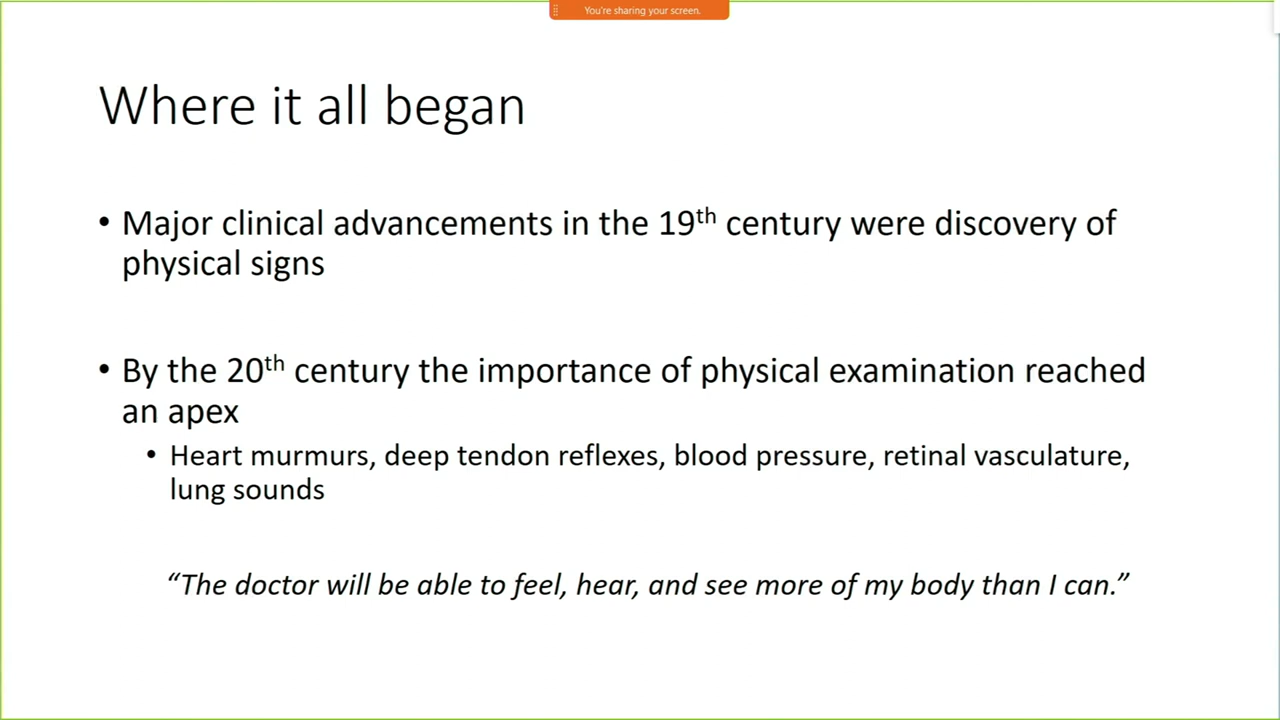 You're sharing your screen.
Where it all began
• Major clinical advancements in the 19th century were discovery of
physical signs
• By the 20th century the importance of physical examination reached
an apex
• Heart murmurs, deep tendon reflexes, blood pressure, retinal vasculature,
lung sounds
“The doctor will be able to feel, hear, and see more of my body than I can.”